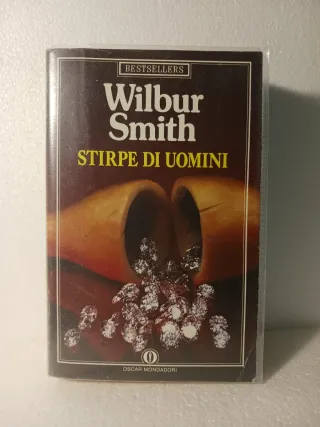 BESTSELLERS
Wilbur
Smith
STIRPE DI UOMINI
OSCAR MONDADORI